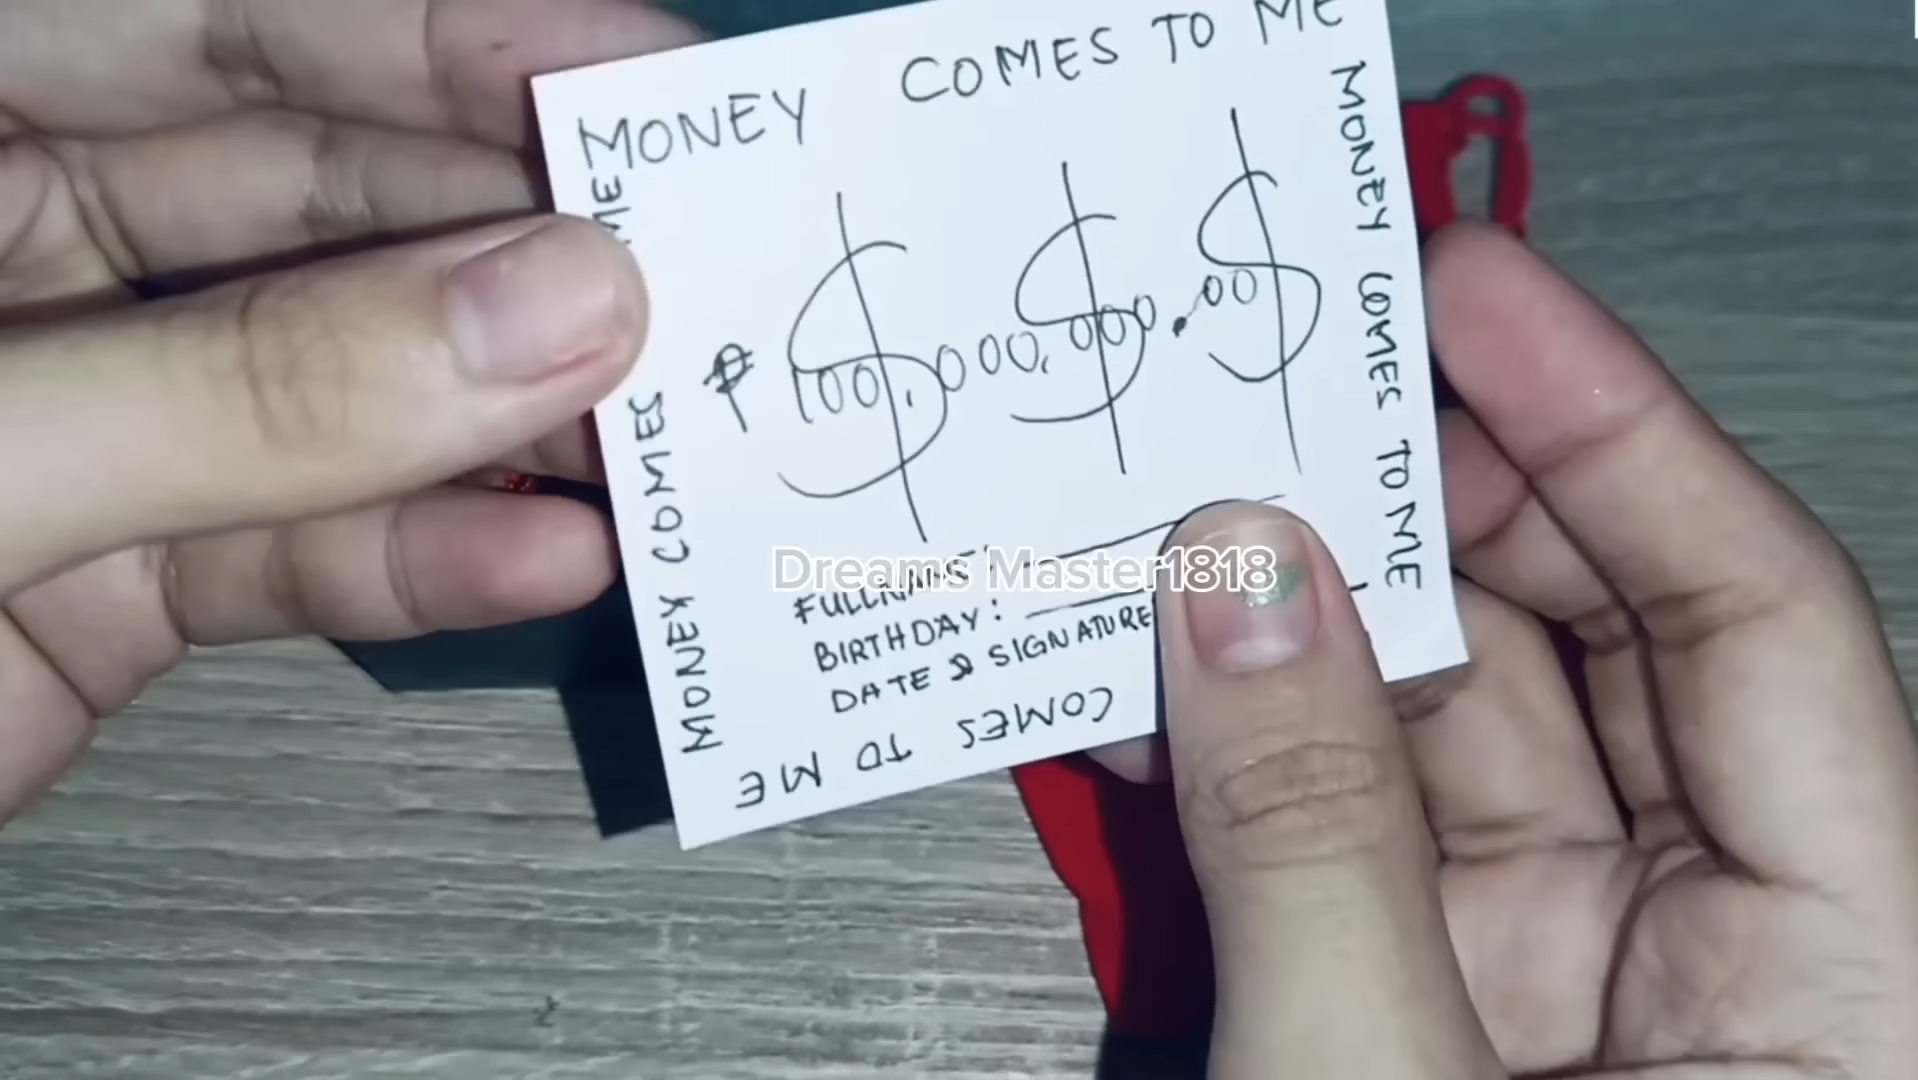 MONEY COMES TO ME
MONEY COMES TO ME
$ $ $
₱ 100,000,000.00
Dreams Master1818
FULLNAME:
BIRTHDAY:
DATE & SIGNATURE
COMES TO ME
MONEY COMES ME